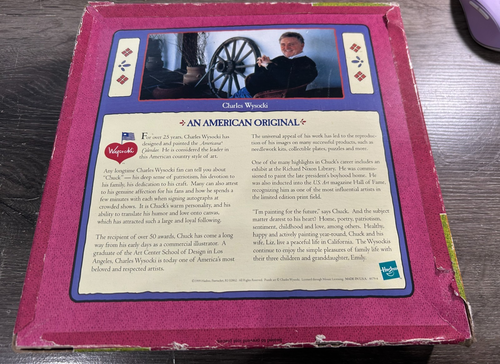 Charles Wysocki
AN AMERICAN ORIGINAL
Wysocki
For over 25 years, Charles Wysocki has
designed and painted the Americana
Calendar. He is considered the leader in
this American country style of art.
Any longtime Charles Wysocki fan can tell you about
"Chuck" — his deep sense of patriotism, his devotion to
his family, his dedication to his craft. Many can also attest
to his genuine affection for his fans and how he spends a
few minutes with each when signing autographs at
crowded shows. It is Chuck's warm personality, and his
ability to translate his humor and love onto canvas,
which has attracted such a large and loyal following.
The recipient of over 30 awards, Chuck has come a long
way from his early days as a commercial illustrator. A
graduate of the Art Center School of Design in Los
Angeles, Charles Wysocki is today one of America's most
beloved and respected artists.
The universal appeal of his work has led to the reproduc-
tion of his images on many successful products, such as
needlework kits, collectible plates, puzzles and more.
One of the many highlights in Chuck's career includes an
exhibit at the Richard Nixon Library. He was commis-
sioned to paint the late president's boyhood home. He
was also inducted into the US Art magazine Hall of Fame,
recognizing him as one of the most influential artists in
the limited edition print field.
"I'm painting for the future," says Chuck. And the subject
matter dearest to his heart? Home, poetry, patriotism,
sentiment, childhood and love, among others. Healthy,
happy and actively painting year-round, Chuck and his
wife, Liz, live a peaceful life in California. The Wysockis
continue to enjoy the simple pleasures of family life with
their three children and granddaughter, Emily.
Hasbro